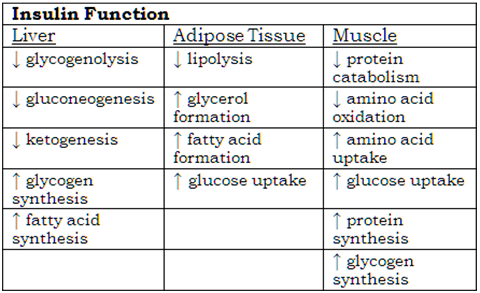 Insulin Function
Liver Adipose Tissue Muscle
↓ glycogenolysis ↓ lipolysis ↓ protein
catabolism
↓ gluconeogenesis ↑ glycerol ↓ amino acid
formation oxidation
↓ ketogenesis ↑ fatty acid ↑ amino acid
formation uptake
↑ glycogen ↑ glucose uptake ↑ glucose uptake
synthesis
↑ fatty acid ↑ protein
synthesis synthesis
↑ glycogen
synthesis